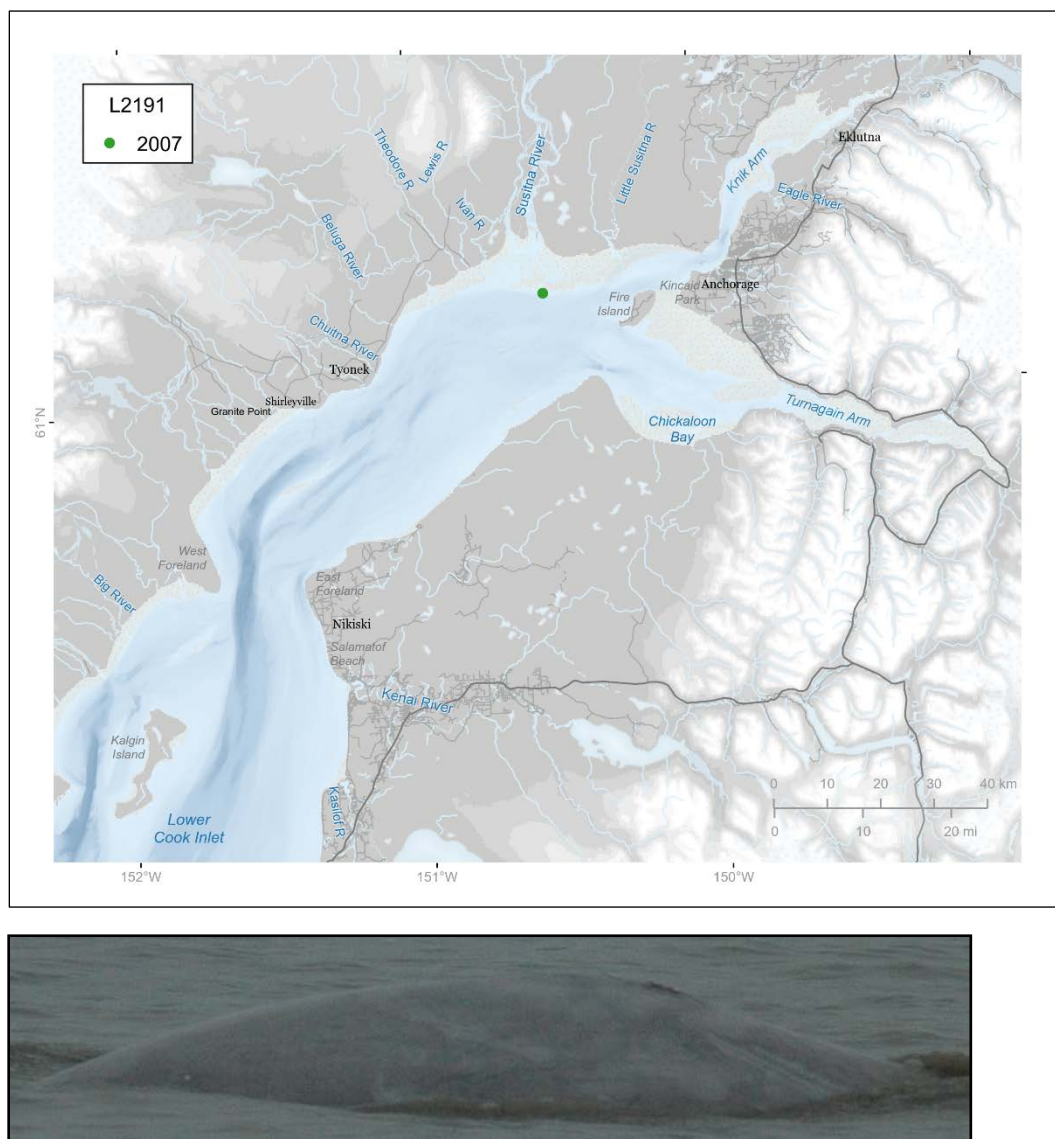 L2191
2007
Theodore R
Lewis R
Ivan R
Susitna River
Little Susitna R
Knik Arm
Eklutna
Eagle River
Beluga River
Chuitna River
Tyonek
Shirleyville
Granite Point
Fire
Island
Kincaid
Park
Anchorage
Turnagain Arm
Chickaloon
Bay
61°N
West
Foreland
Big River
East
Foreland
Nikiski
Salamatof
Beach
Kenai River
Kalgin
Island
Kasilof R
Lower
Cook Inlet
0 10 20 30 40 km
0 10 20 mi
152°W 151°W 150°W